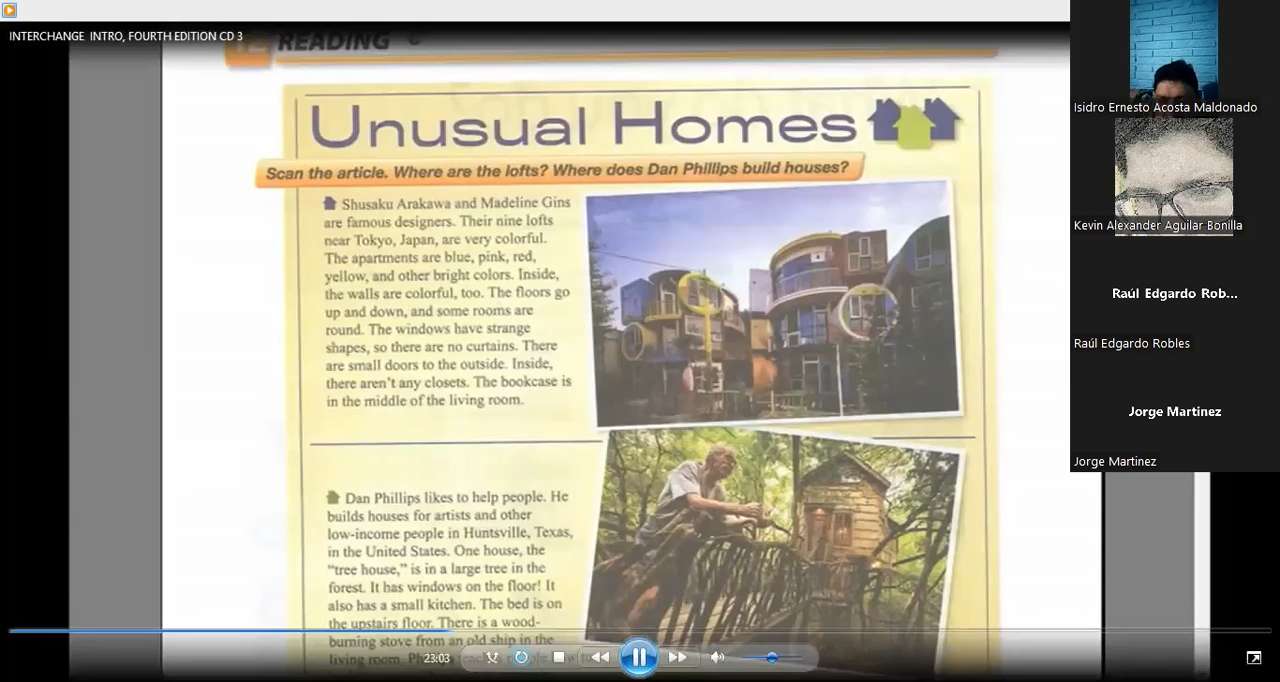 INTERCHANGE INTRO, FOURTH EDITION CD 3
12 READING
Unusual Homes
Scan the article. Where are the lofts? Where does Dan Phillips build houses?
Shusaku Arakawa and Madeline Gins
are famous designers. Their nine lofts
near Tokyo, Japan, are very colorful.
The apartments are blue, pink, red,
yellow, and other bright colors. Inside,
the walls are colorful, too. The floors go
up and down, and some rooms are
round. The windows have strange
shapes, so there are no curtains. There
are small doors to the outside. Inside,
there aren't any closets. The bookcase is
in the middle of the living room.
Dan Phillips likes to help people. He
builds houses for artists and other
low-income people in Huntsville, Texas,
in the United States. One house, the
"tree house," is in a large tree in the
forest. It has windows on the floor! It
also has a small kitchen. The bed is on
the upstairs floor. There is a wood-
burning stove from an old ship in the
living room.
23:03
Isidro Ernesto Acosta Maldonado
Kevin Alexander Aguilar Bonilla
Raúl Edgardo Rob...
Raúl Edgardo Robles
Jorge Martinez
Jorge Martinez